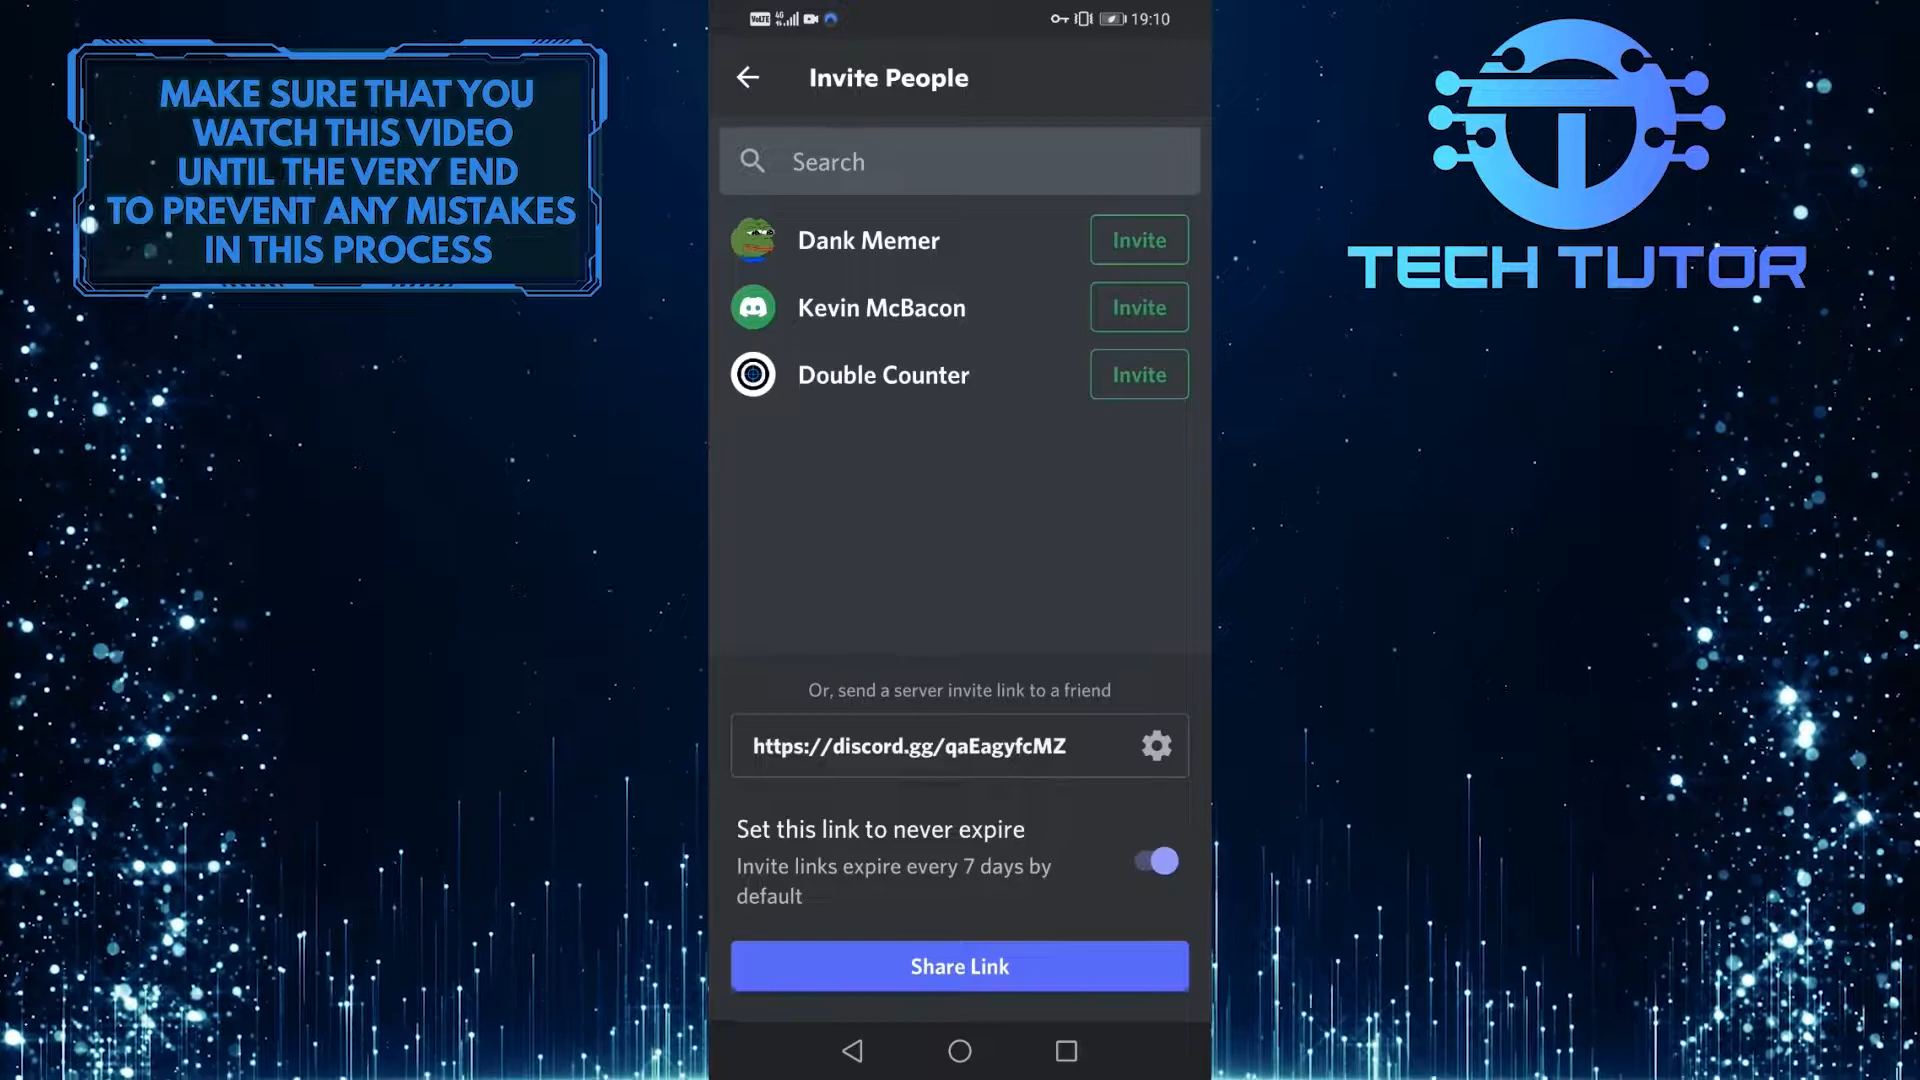 MAKE SURE THAT YOU
WATCH THIS VIDEO
UNTIL THE VERY END
TO PREVENT ANY MISTAKES
IN THIS PROCESS
VoLTE 4G 19:10
Invite People
Search
Dank Memer Invite
Kevin McBacon Invite
Double Counter Invite
Or, send a server invite link to a friend
https://discord.gg/qaEagyfcMZ
Set this link to never expire
Invite links expire every 7 days by
default
Share Link
TECH TUTOR